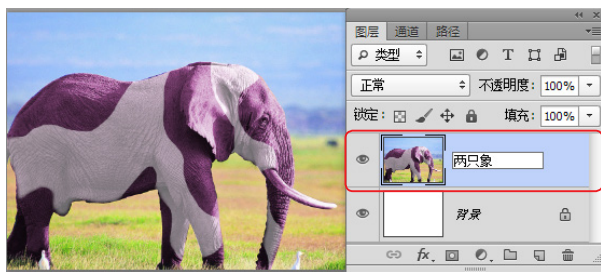 图层 通道 路径
类型
正常 不透明度: 100%
锁定: 填充: 100%
两只象
背景
fx